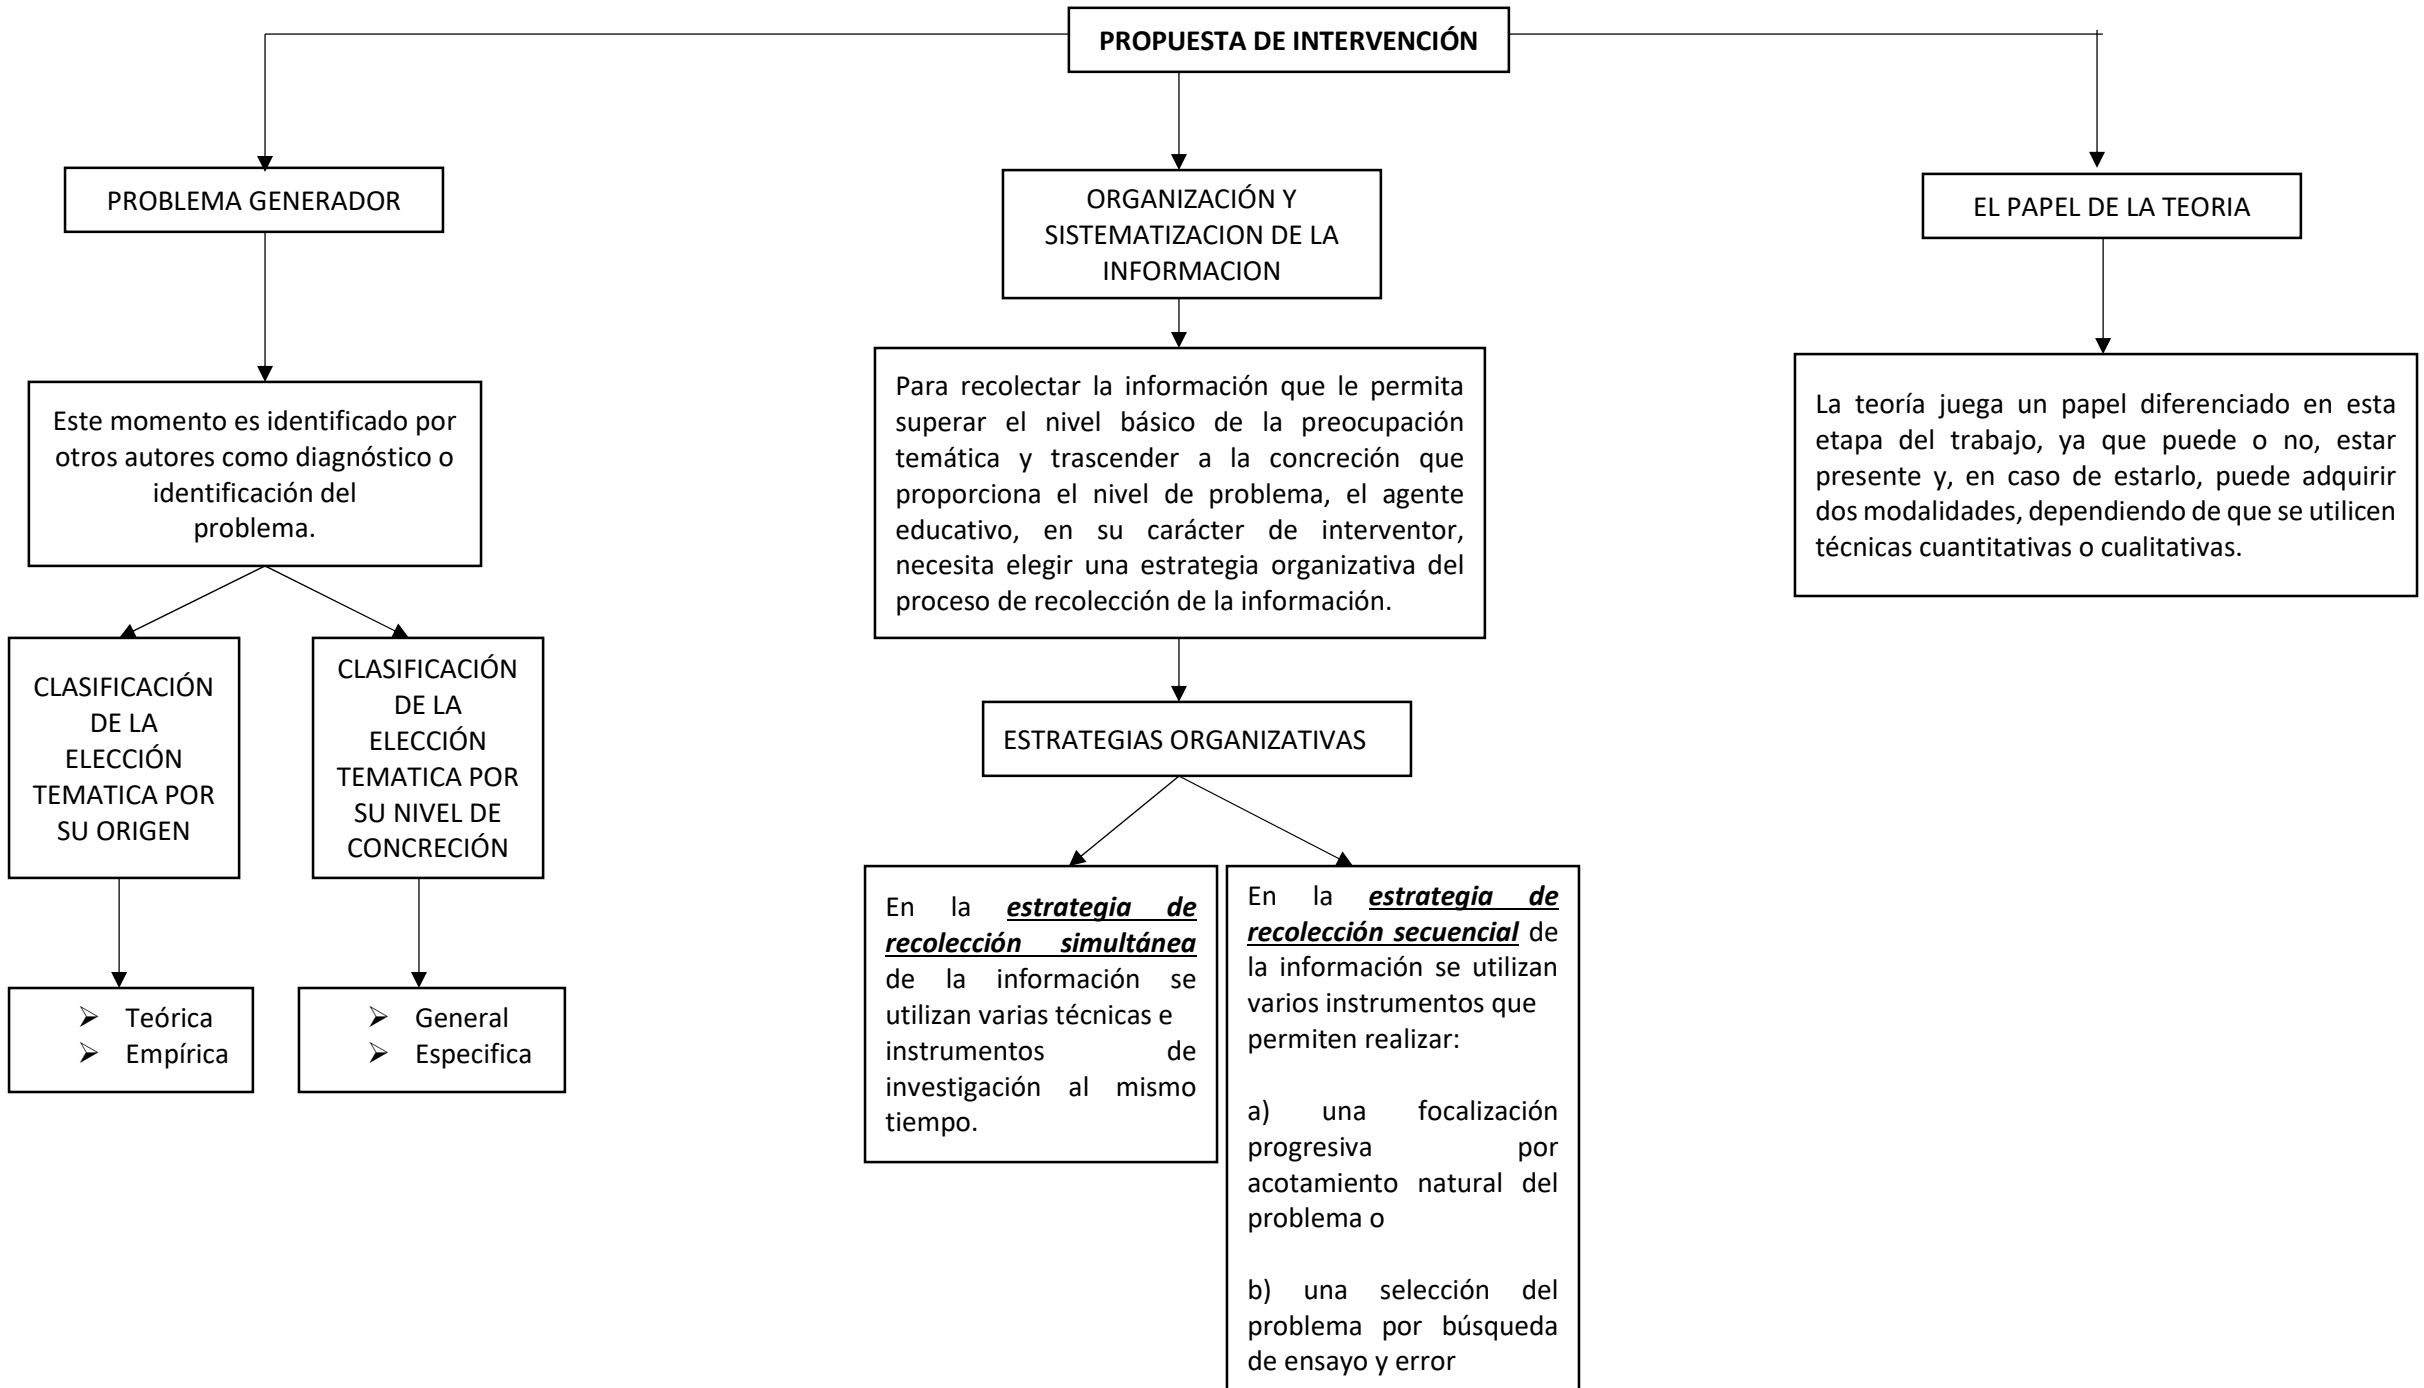 PROPUESTA DE INTERVENCIÓN
PROBLEMA GENERADOR
Este momento es identificado por
otros autores como diagnóstico o
identificación del
problema.
CLASIFICACIÓN
DE LA
ELECCIÓN
TEMATICA POR
SU ORIGEN
➢ Teórica
➢ Empírica
CLASIFICACIÓN
DE LA
ELECCIÓN
TEMATICA POR
SU NIVEL DE
CONCRECIÓN
➢ General
➢ Especifica
ORGANIZACIÓN Y
SISTEMATIZACION DE LA
INFORMACION
Para recolectar la información que le permita
superar el nivel básico de la preocupación
temática y trascender a la concreción que
proporciona el nivel de problema, el agente
educativo, en su carácter de interventor,
necesita elegir una estrategia organizativa del
proceso de recolección de la información.
ESTRATEGIAS ORGANIZATIVAS
En la estrategia de
recolección simultánea
de la información se
utilizan varias técnicas e
instrumentos de
investigación al mismo
tiempo.
En la estrategia de
recolección secuencial de
la información se utilizan
varios instrumentos que
permiten realizar:
a) una focalización
progresiva por
acotamiento natural del
problema o
b) una selección del
problema por búsqueda
de ensayo y error
EL PAPEL DE LA TEORIA
La teoría juega un papel diferenciado en esta
etapa del trabajo, ya que puede o no, estar
presente y, en caso de estarlo, puede adquirir
dos modalidades, dependiendo de que se utilicen
técnicas cuantitativas o cualitativas.